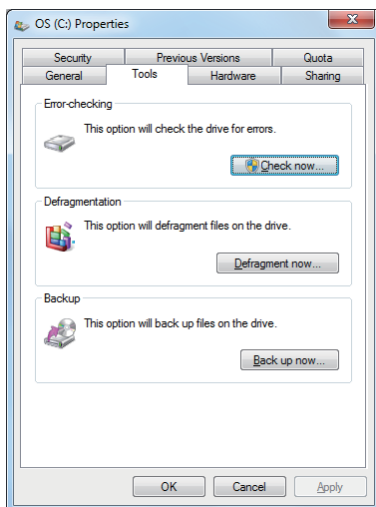 OS (C:) Properties
Security Previous Versions Quota
General Tools Hardware Sharing
Error-checking
This option will check the drive for errors.
Check now...
Defragmentation
This option will defragment files on the drive.
Defragment now...
Backup
This option will back up files on the drive.
Back up now...
OK Cancel Apply